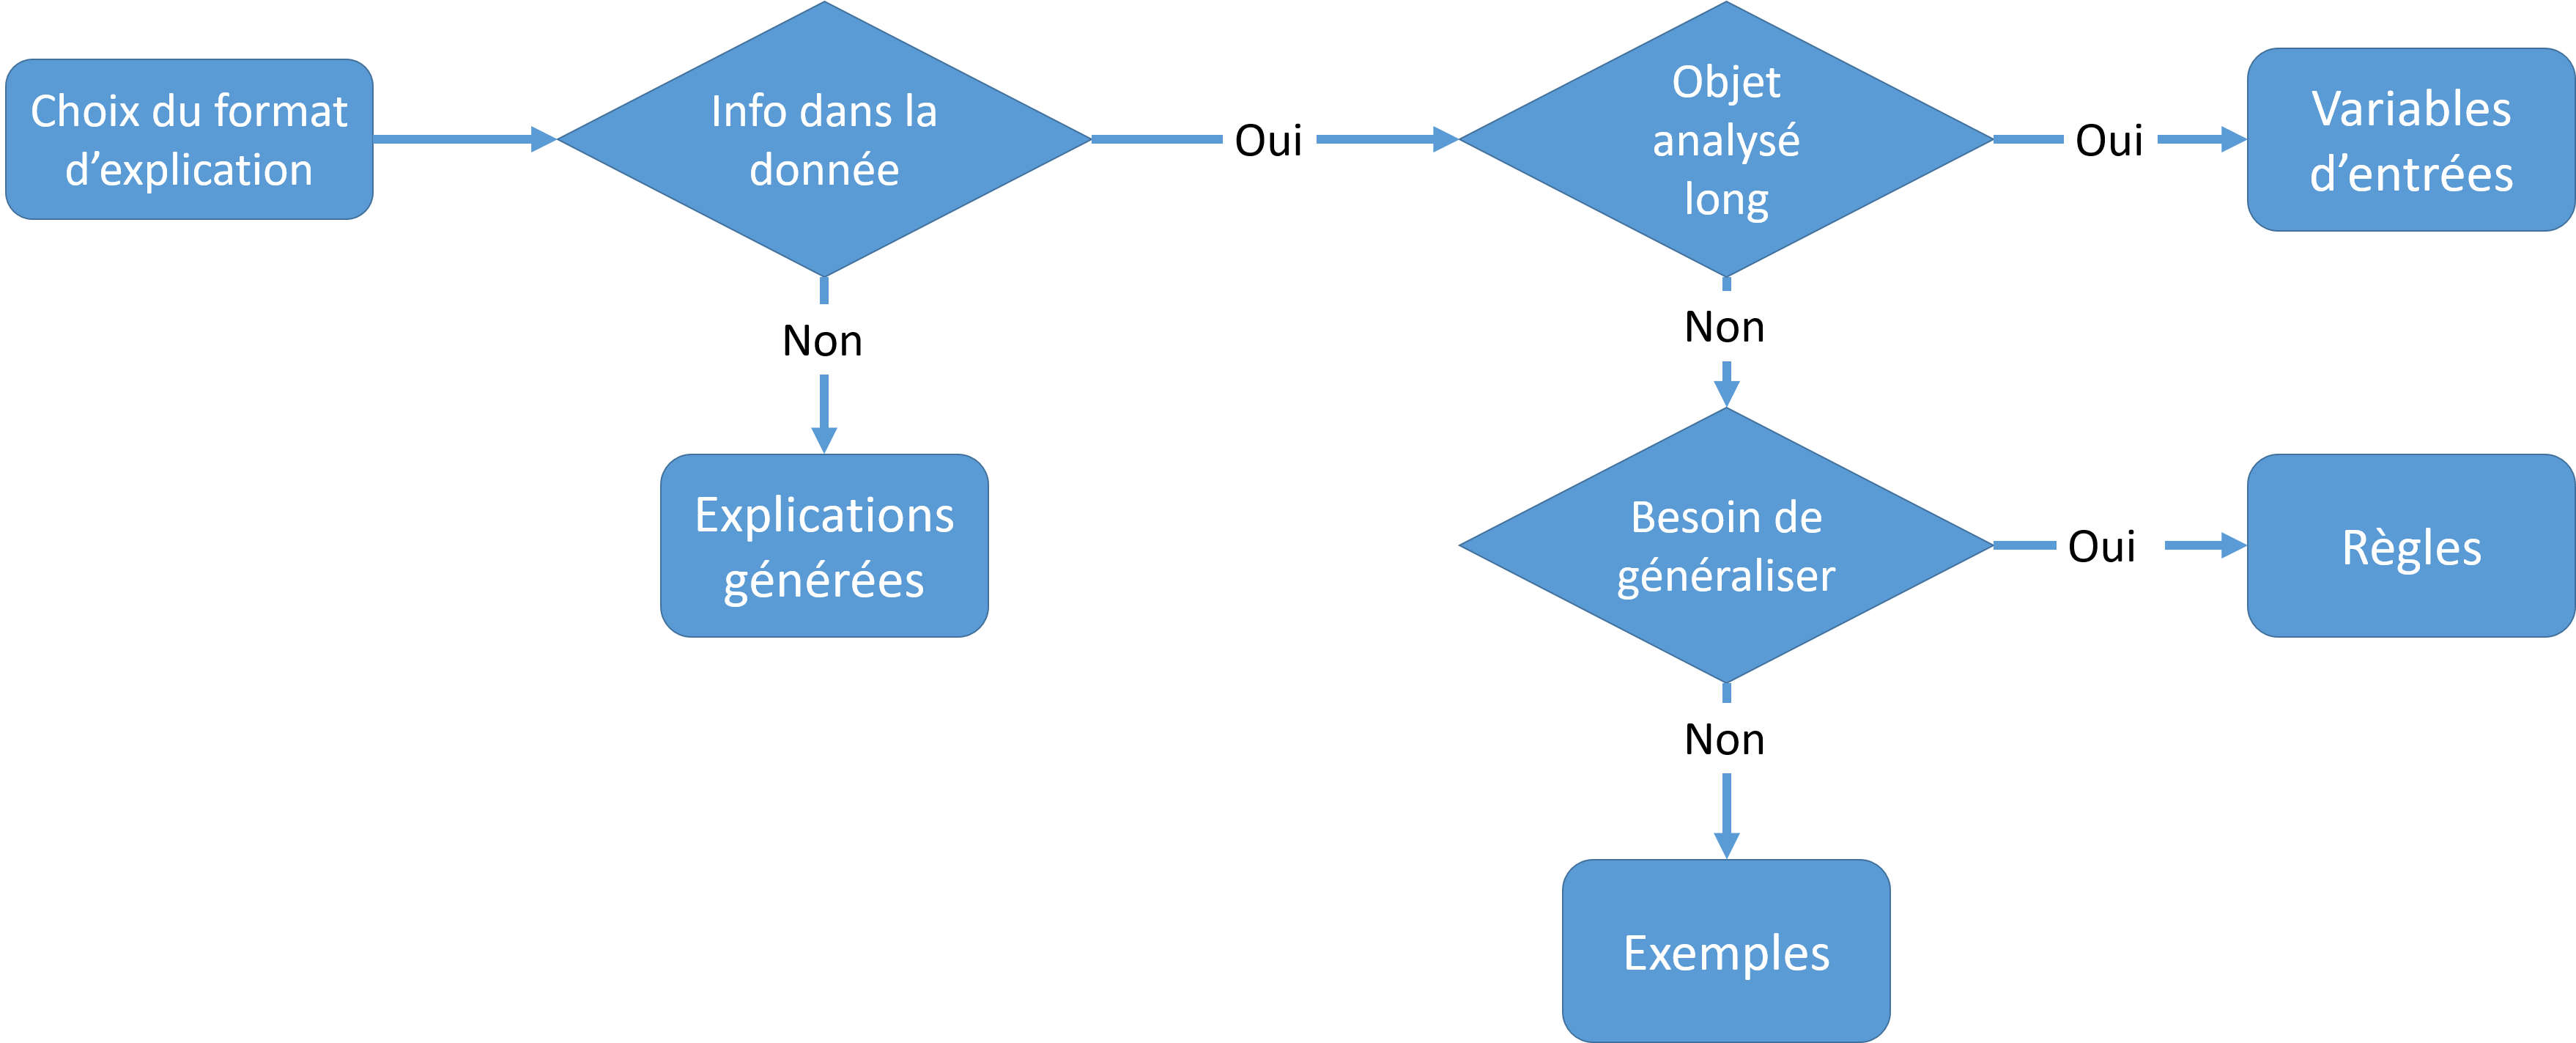 Choix du format
d’explication
Info dans la
donnée
Oui
Objet
analysé
long
Oui
Variables
d’entrées
Non
Non
Explications
générées
Besoin de
généraliser
Oui
Règles
Non
Exemples